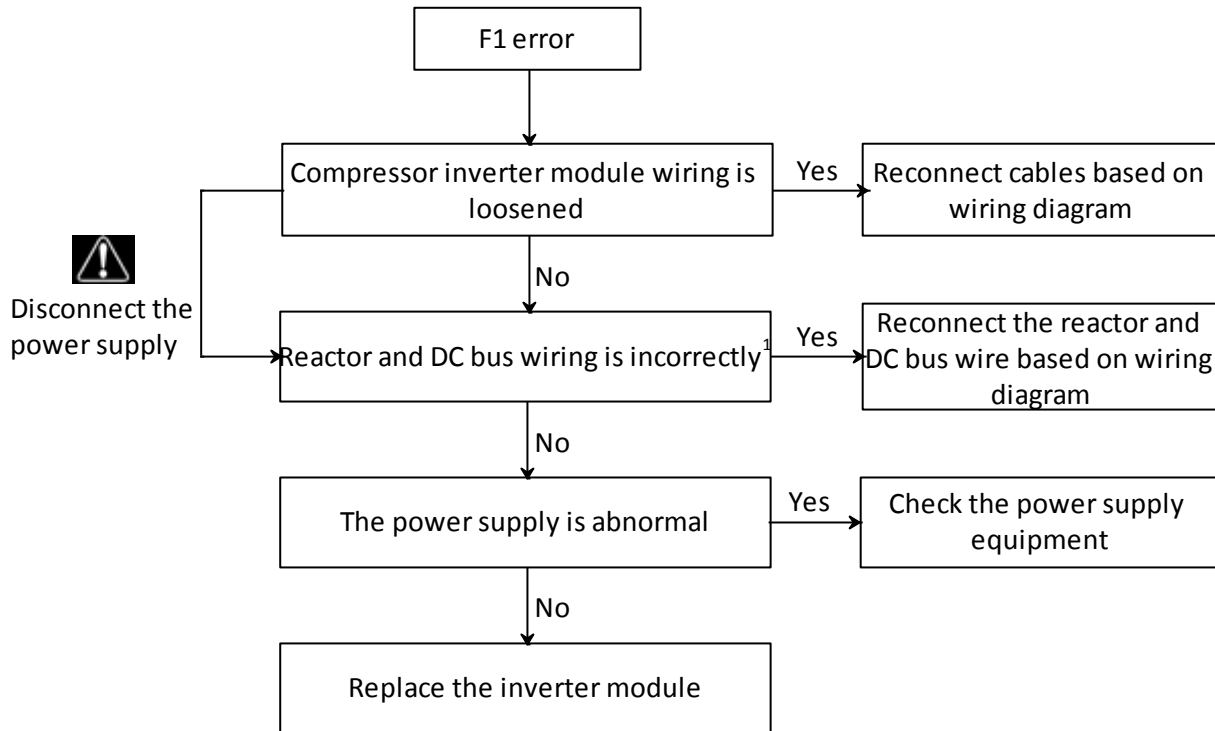 F1 error
Compressor inverter module wiring is
loosened
Yes
Reconnect cables based on
wiring diagram
Disconnect the
power supply
No
Reactor and DC bus wiring is incorrectly¹
Yes
Reconnect the reactor and
DC bus wire based on wiring
diagram
No
The power supply is abnormal
Yes
Check the power supply
equipment
No
Replace the inverter module